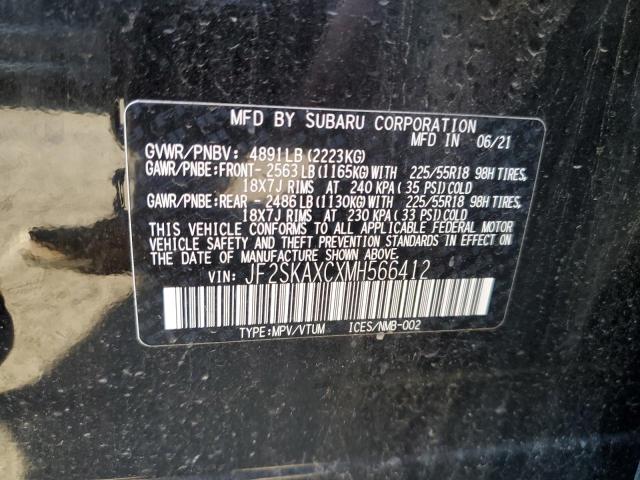 MFD BY SUBARU CORPORATION
MFD IN 06/21
GVWR/PNBV: 4891LB(2223KG)
GAWR/PNBE:FRONT- 2563LB(1165KG)WITH 225/55R18 98H TIRES,
18X7J RIMS AT 240 KPA( 35 PSI)COLD
GAWR/PNBE:REAR - 2486LB(1130KG)WITH 225/55R18 98H TIRES,
18X7J RIMS AT 230 KPA( 33 PSI)COLD
THIS VEHICLE CONFORMS TO ALL APPLICABLE FEDERAL MOTOR
VEHICLE SAFETY AND THEFT PREVENTION STANDARDS IN EFFECT ON
THE DATE OF MANUFACTURE SHOWN ABOVE.
VIN: JF2SKAXCXMH566412
TYPE:MPV/VTUM ICES/NMB-002